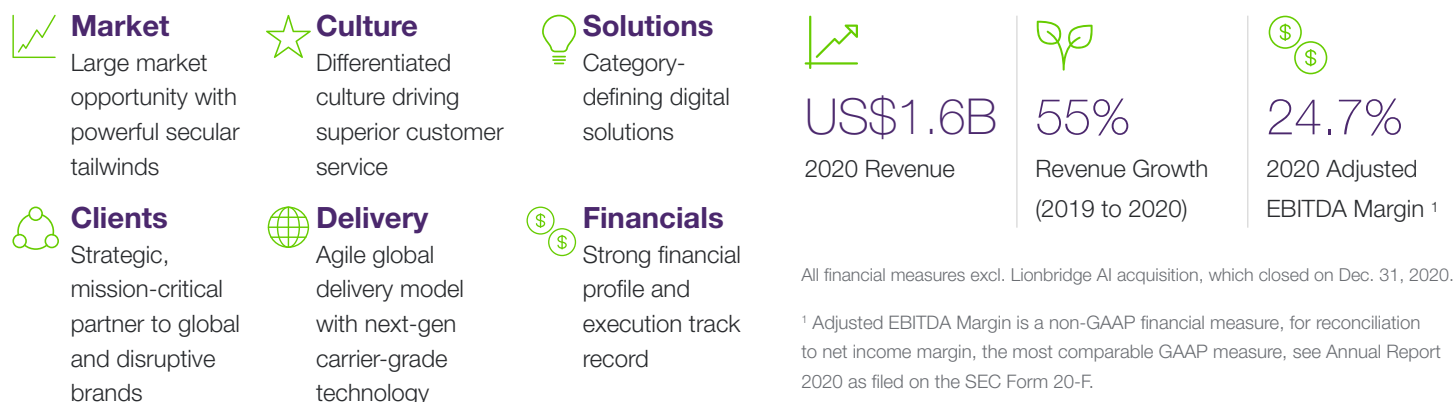 Market
Large market
opportunity with
powerful secular
tailwinds
Culture
Differentiated
culture driving
superior customer
service
Solutions
Category-
defining digital
solutions
Clients
Strategic,
mission-critical
partner to global
and disruptive
brands
Delivery
Agile global
delivery model
with next-gen
carrier-grade
technology
Financials
Strong financial
profile and
execution track
record
US$1.6B
2020 Revenue
55%
Revenue Growth
(2019 to 2020)
$
$
24.7%
2020 Adjusted
EBITDA Margin ¹
All financial measures excl. Lionbridge AI acquisition, which closed on Dec. 31, 2020.
¹ Adjusted EBITDA Margin is a non-GAAP financial measure, for reconciliation
to net income margin, the most comparable GAAP measure, see Annual Report
2020 as filed on the SEC Form 20-F.